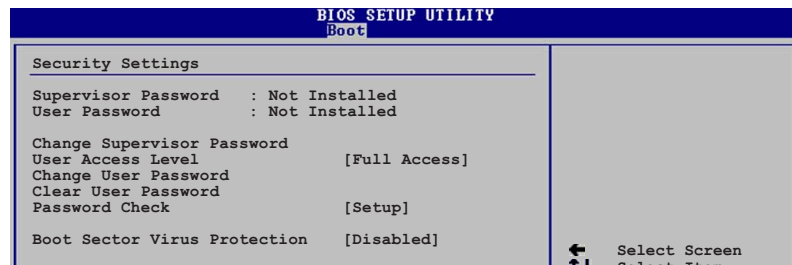 BIOS SETUP UTILITY
Boot
Security Settings
Supervisor Password : Not Installed
User Password : Not Installed
Change Supervisor Password
User Access Level [Full Access]
Change User Password
Clear User Password
Password Check [Setup]
Boot Sector Virus Protection [Disabled]
Select Screen
Select Item